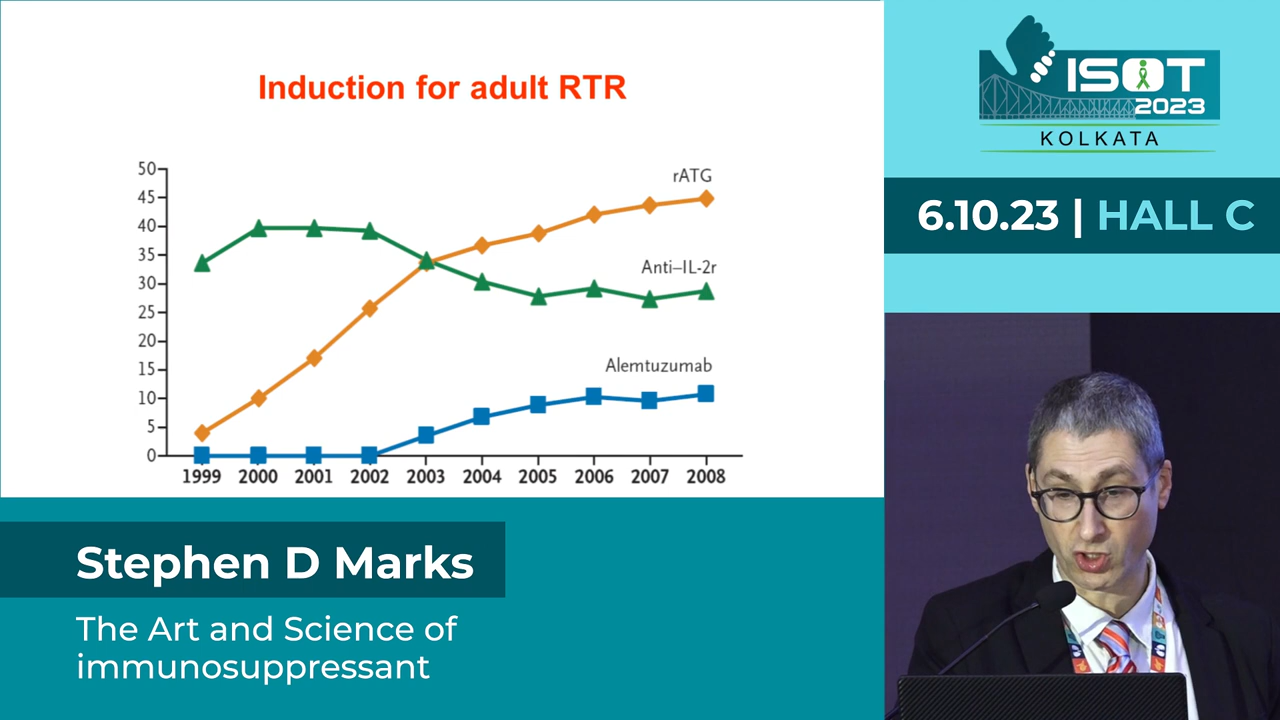 Induction for adult RTR
50
45
40
35
30
25
20
15
10
5
0
rATG
Anti–IL-2r
Alemtuzumab
1999 2000 2001 2002 2003 2004 2005 2006 2007 2008
Stephen D Marks
The Art and Science of
immunosuppressant
ISOT
2023
KOLKATA
6.10.23 | HALL C